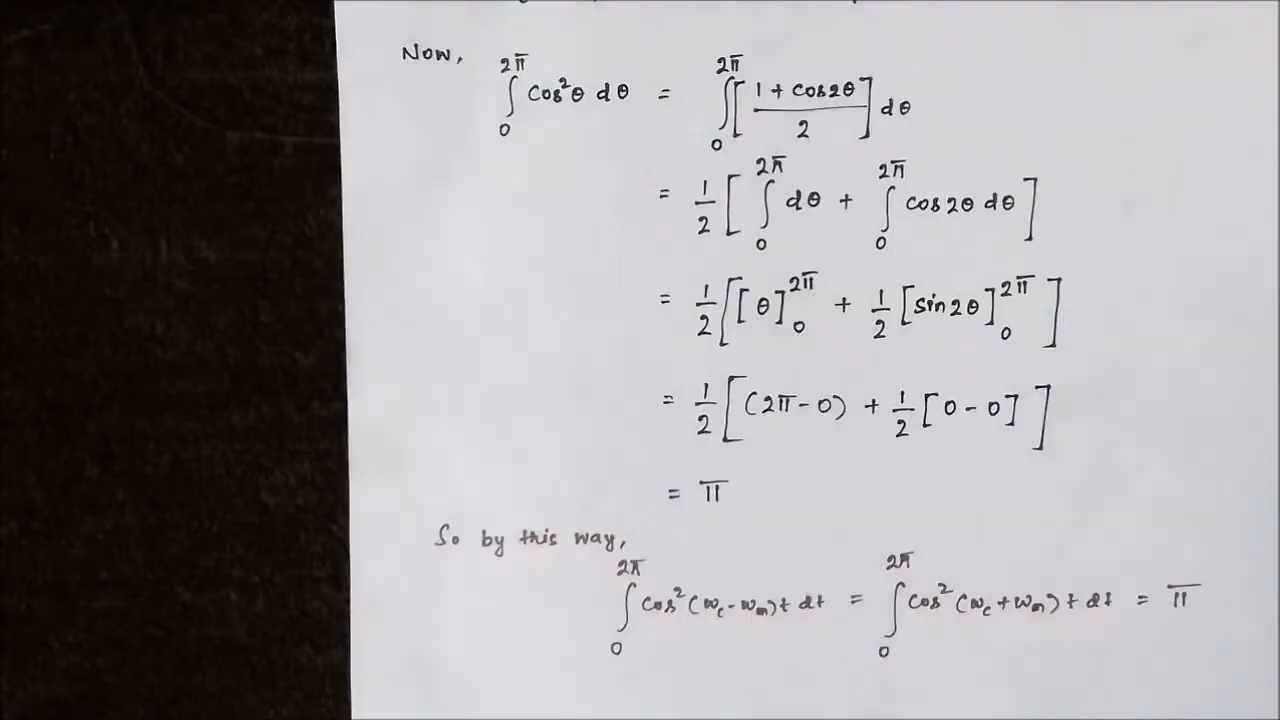 Now,
∫₀^{2π} cos²θ dθ = ∫₀^{2π} [ (1 + cos2θ) / 2 ] dθ
= 1/2 [ ∫₀^{2π} dθ + ∫₀^{2π} cos2θ dθ ]
= 1/2 [ [θ]₀^{2π} + 1/2 [sin2θ]₀^{2π} ]
= 1/2 [ (2π - 0) + 1/2 [0 - 0] ]
= π
So by this way,
∫₀^{2π} cos²(ω_c - ω_m)t dt = ∫₀^{2π} cos²(ω_c + ω_m)t dt = π